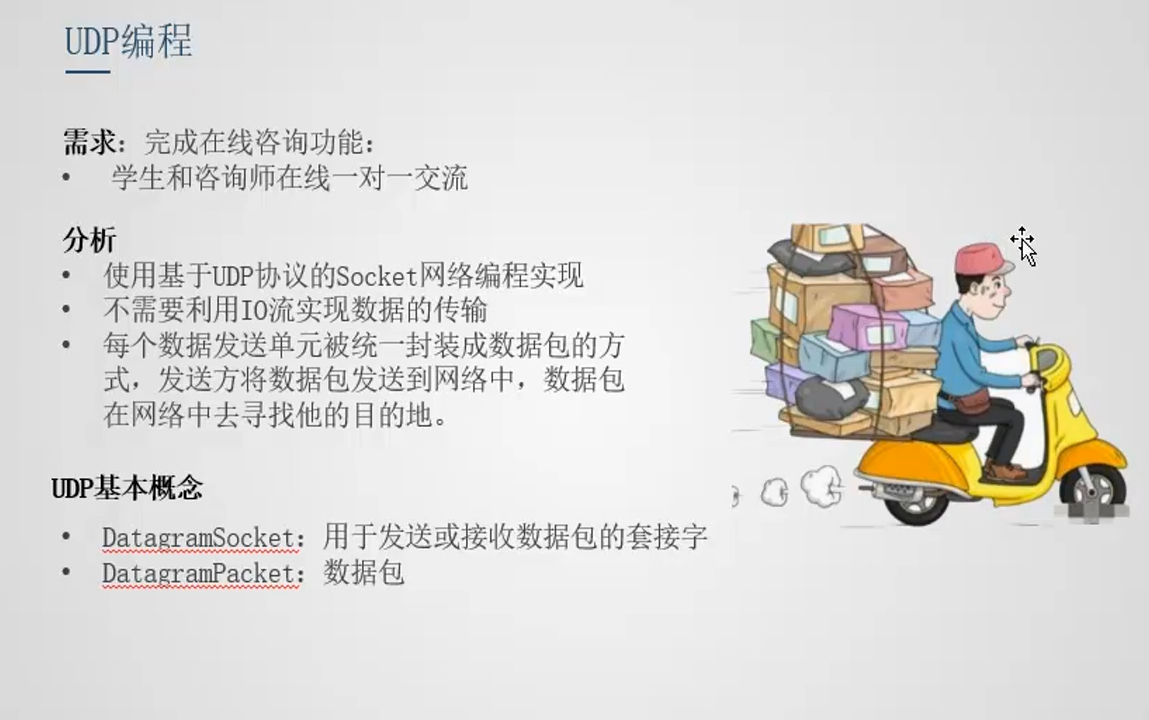 UDP编程
需求：完成在线咨询功能：
• 学生和咨询师在线一对一交流
分析
• 使用基于UDP协议的Socket网络编程实现
• 不需要利用IO流实现数据的传输
• 每个数据发送单元被统一封装成数据包的方
式，发送方将数据包发送到网络中，数据包
在网络中去寻找他的目的地。
UDP基本概念
• DatagramSocket：用于发送或接收数据包的套接字
• DatagramPacket：数据包